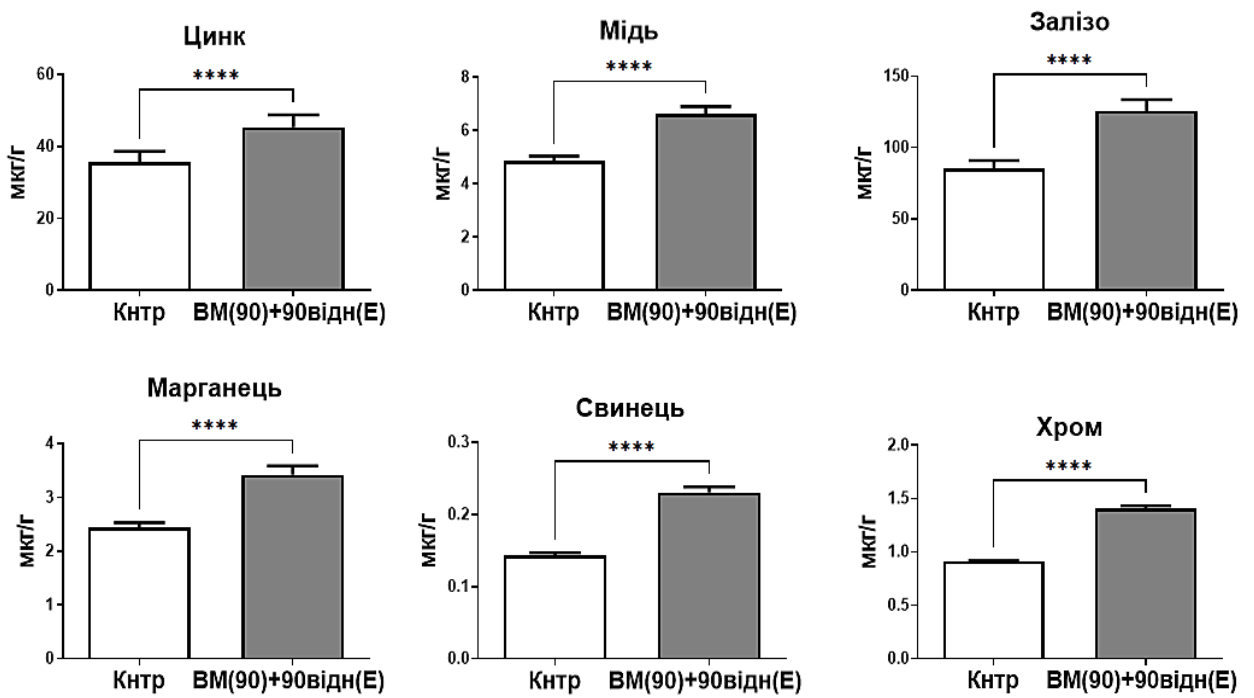 Цинк
****
60
40
20
0
мкг/г
Кнтр ВМ(90)+90відн(Е)
Мідь
****
8
6
4
2
0
мкг/г
Кнтр ВМ(90)+90відн(Е)
Залізо
****
150
100
50
0
мкг/г
Кнтр ВМ(90)+90відн(Е)
Марганець
****
4
3
2
1
0
мкг/г
Кнтр ВМ(90)+90відн(Е)
Свинець
****
0.3
0.2
0.1
0.0
мкг/г
Кнтр ВМ(90)+90відн(Е)
Хром
****
2.0
1.5
1.0
0.5
0.0
мкг/г
Кнтр ВМ(90)+90відн(Е)